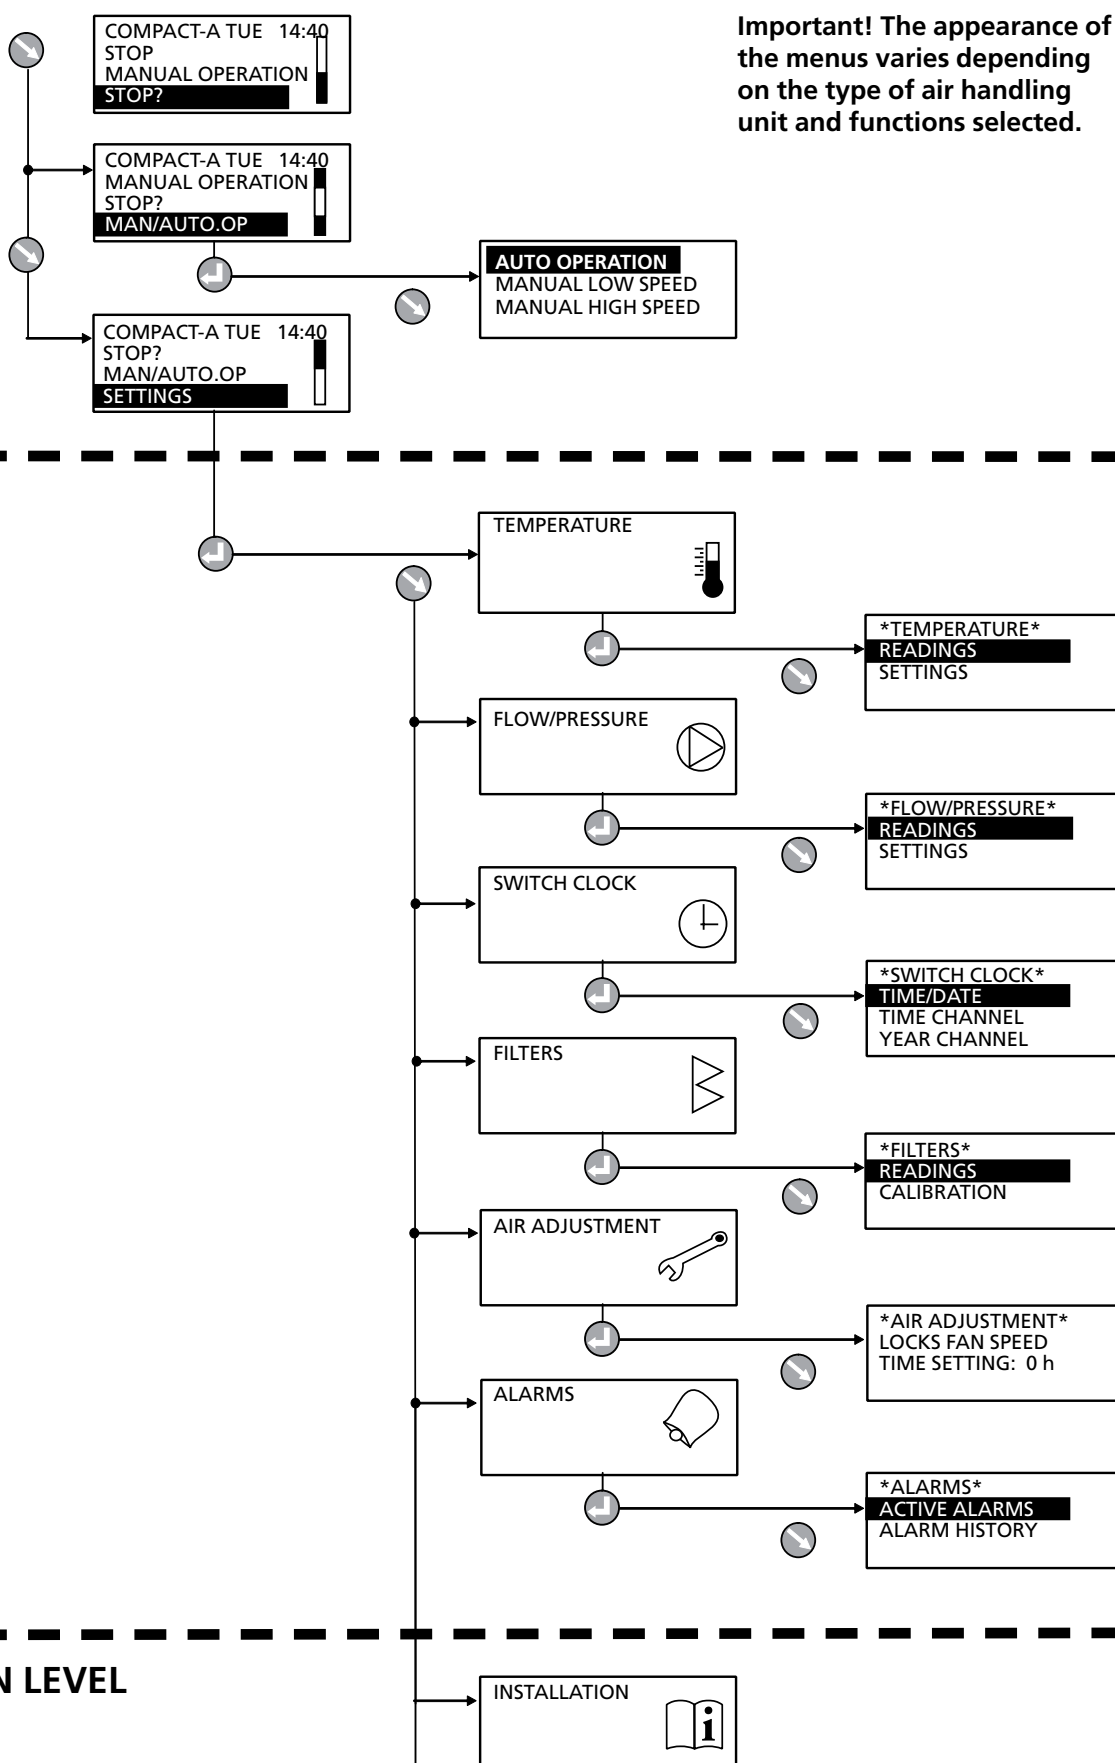 Important! The appearance of
the menus varies depending
on the type of air handling
unit and functions selected.
COMPACT-A TUE 14:40
STOP
MANUAL OPERATION
STOP?
COMPACT-A TUE 14:40
MANUAL OPERATION
STOP?
MAN/AUTO.OP
AUTO OPERATION
MANUAL LOW SPEED
MANUAL HIGH SPEED
COMPACT-A TUE 14:40
STOP?
MAN/AUTO.OP
SETTINGS
TEMPERATURE
*TEMPERATURE*
READINGS
SETTINGS
FLOW/PRESSURE
*FLOW/PRESSURE*
READINGS
SETTINGS
SWITCH CLOCK
*SWITCH CLOCK*
TIME/DATE
TIME CHANNEL
YEAR CHANNEL
FILTERS
*FILTERS*
READINGS
CALIBRATION
AIR ADJUSTMENT
*AIR ADJUSTMENT*
LOCKS FAN SPEED
TIME SETTING: 0 h
ALARMS
*ALARMS*
ACTIVE ALARMS
ALARM HISTORY
N LEVEL
INSTALLATION
i